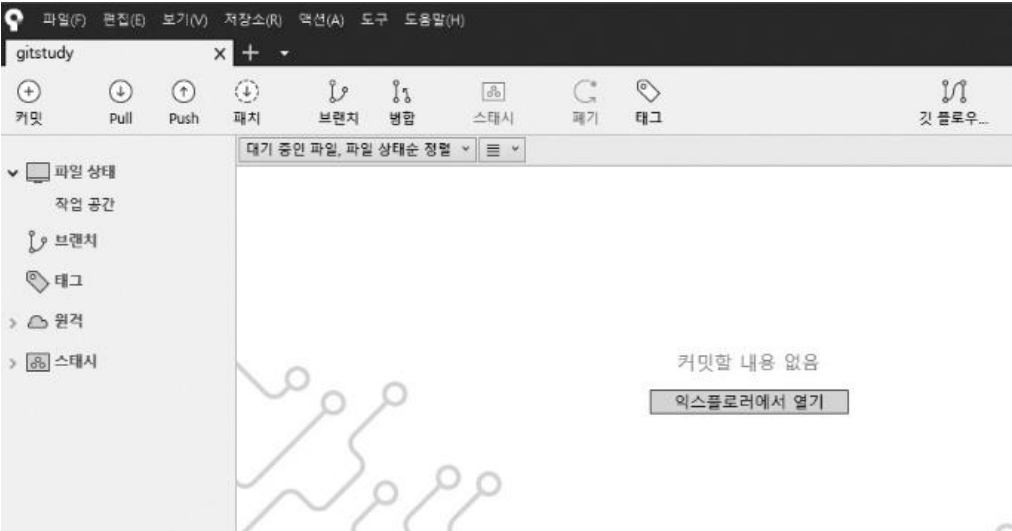 파일(F) 편집(E) 보기(V) 저장소(R) 액션(A) 도구 도움말(H)
gitstudy
커밋 Pull Push 패치 브랜치 병합 스태시 폐기 태그 깃 플로우...
대기 중인 파일, 파일 상태순 정렬
파일 상태
작업 공간
브랜치
태그
원격
스태시
커밋할 내용 없음
익스플로러에서 열기